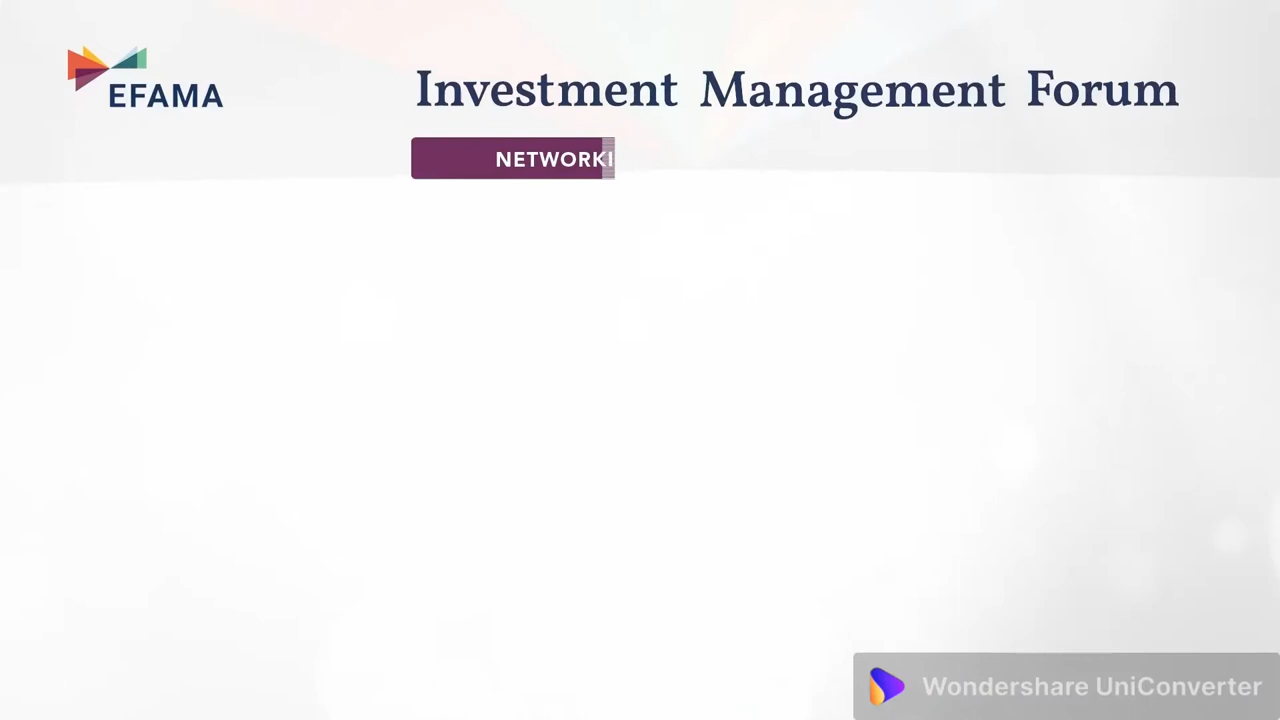 EFAMA
Investment Management Forum
NETWORKI
Wondershare UniConverter